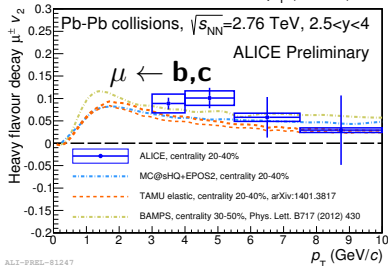 Pb-Pb collisions, √sNN=2.76 TeV, 2.5<y<4
ALICE Preliminary
μ ← b,c
Heavy flavour decay μ± v2
0.3
0.25
0.2
0.15
0.1
0.05
0
-0.05
-0.1
-0.15
-0.2
ALICE, centrality 20-40%
MC@sHQ+EPOS2, centrality 20-40%
TAMU elastic, centrality 20-40%, arXiv:1401.3817
BAMPS, centrality 30-50%, Phys. Lett. B717 (2012) 430
0 1 2 3 4 5 6 7 8 9 10
pT (GeV/c)
ALI-PREL-81247